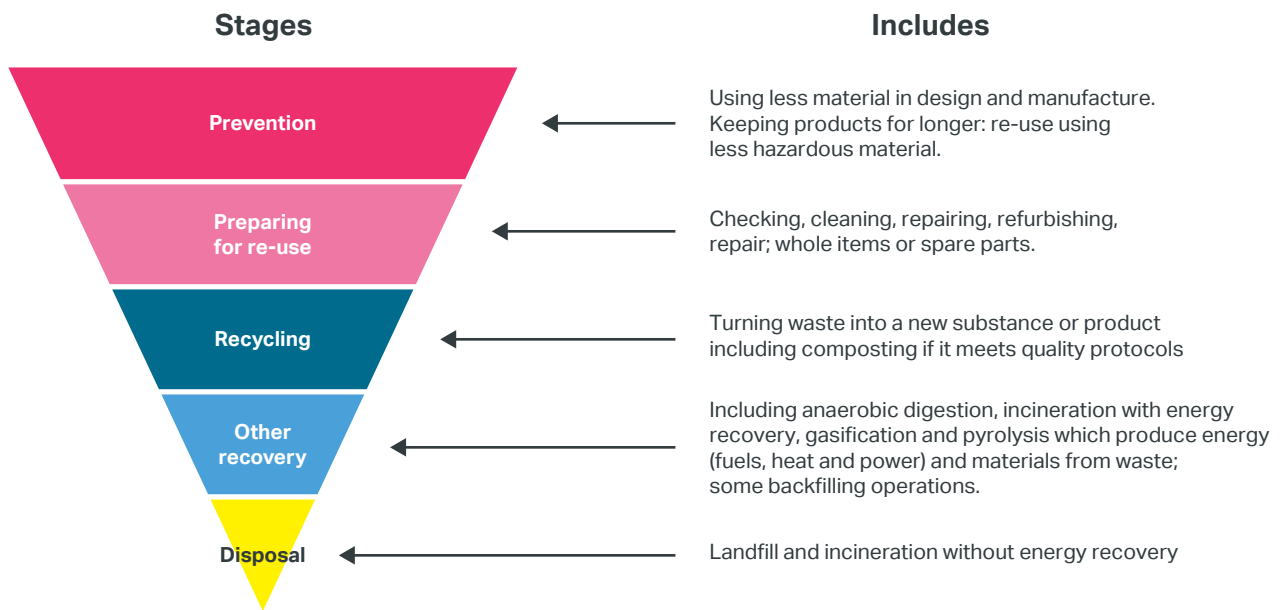 Stages
Includes
Prevention
Using less material in design and manufacture.
Keeping products for longer: re-use using
less hazardous material.
Preparing
for re-use
Checking, cleaning, repairing, refurbishing,
repair; whole items or spare parts.
Recycling
Turning waste into a new substance or product
including composting if it meets quality protocols
Other
recovery
Including anaerobic digestion, incineration with energy
recovery, gasification and pyrolysis which produce energy
(fuels, heat and power) and materials from waste;
some backfilling operations.
Disposal
Landfill and incineration without energy recovery